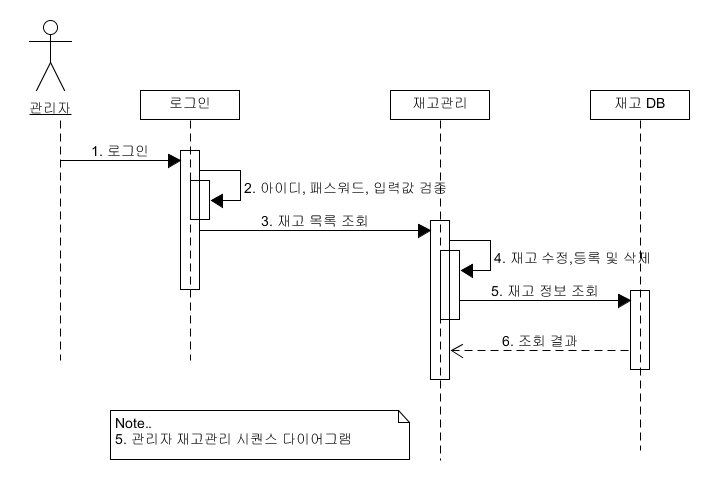 관리자
로그인
재고관리
재고 DB
1. 로그인
2. 아이디, 패스워드, 입력값 검증
3. 재고 목록 조회
4. 재고 수정,등록 및 삭제
5. 재고 정보 조회
6. 조회 결과
Note..
5. 관리자 재고관리 시퀀스 다이어그램